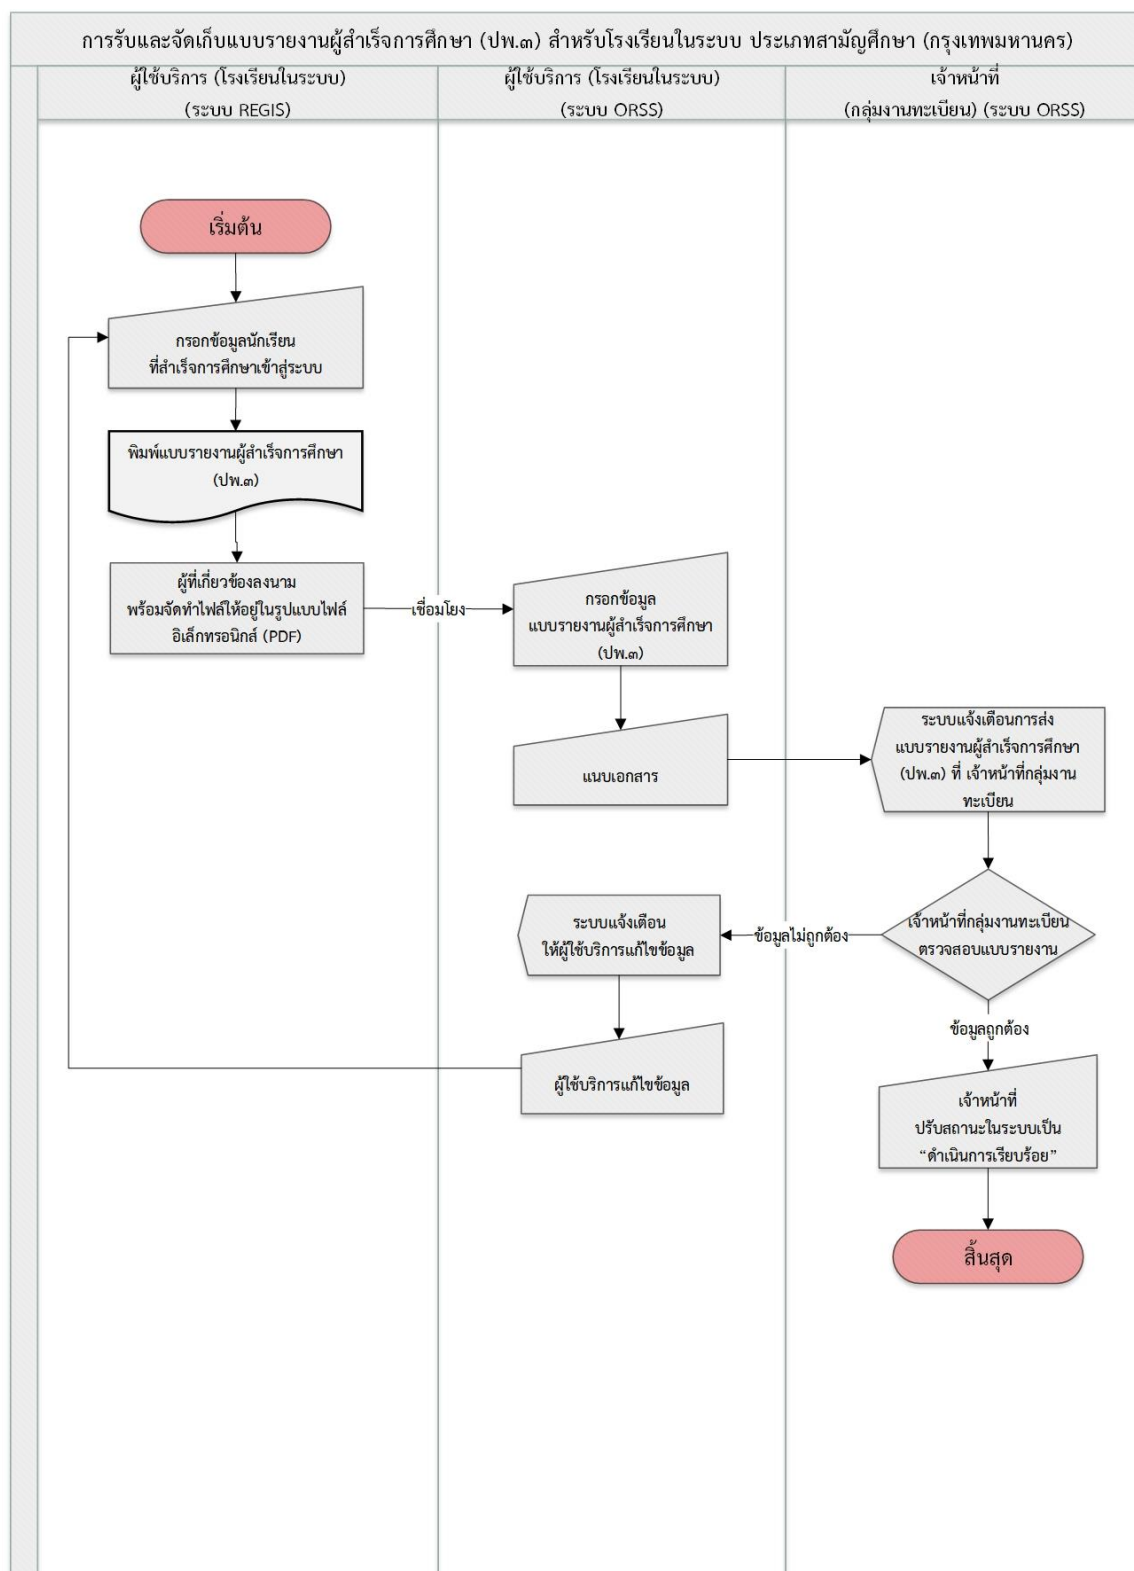 การรับและจัดเก็บแบบรายงานผู้สำเร็จการศึกษา (ปพ.๓) สำหรับโรงเรียนในระบบ ประเภทสามัญศึกษา (กรุงเทพมหานคร)
ผู้ใช้บริการ (โรงเรียนในระบบ)
(ระบบ REGIS)
ผู้ใช้บริการ (โรงเรียนในระบบ)
(ระบบ ORSS)
เจ้าหน้าที่
(กลุ่มงานทะเบียน) (ระบบ ORSS)
เริ่มต้น
กรอกข้อมูลนักเรียน
ที่สำเร็จการศึกษาเข้าสู่ระบบ
พิมพ์แบบรายงานผู้สำเร็จการศึกษา
(ปพ.๓)
ผู้ที่เกี่ยวข้องลงนาม
พร้อมจัดทำไฟล์ให้อยู่ในรูปแบบไฟล์
อิเล็กทรอนิกส์ (PDF)
เชื่อมโยง
กรอกข้อมูล
แบบรายงานผู้สำเร็จการศึกษา
(ปพ.๓)
แนบเอกสาร
ระบบแจ้งเตือนการส่ง
แบบรายงานผู้สำเร็จการศึกษา
(ปพ.๓) ที่ เจ้าหน้าที่กลุ่มงาน
ทะเบียน
เจ้าหน้าที่กลุ่มงานทะเบียน
ตรวจสอบแบบรายงาน
ข้อมูลไม่ถูกต้อง
ระบบแจ้งเตือน
ให้ผู้ใช้บริการแก้ไขข้อมูล
ผู้ใช้บริการแก้ไขข้อมูล
ข้อมูลถูกต้อง
เจ้าหน้าที่
ปรับสถานะในระบบเป็น
“ดำเนินการเรียบร้อย”
สิ้นสุด